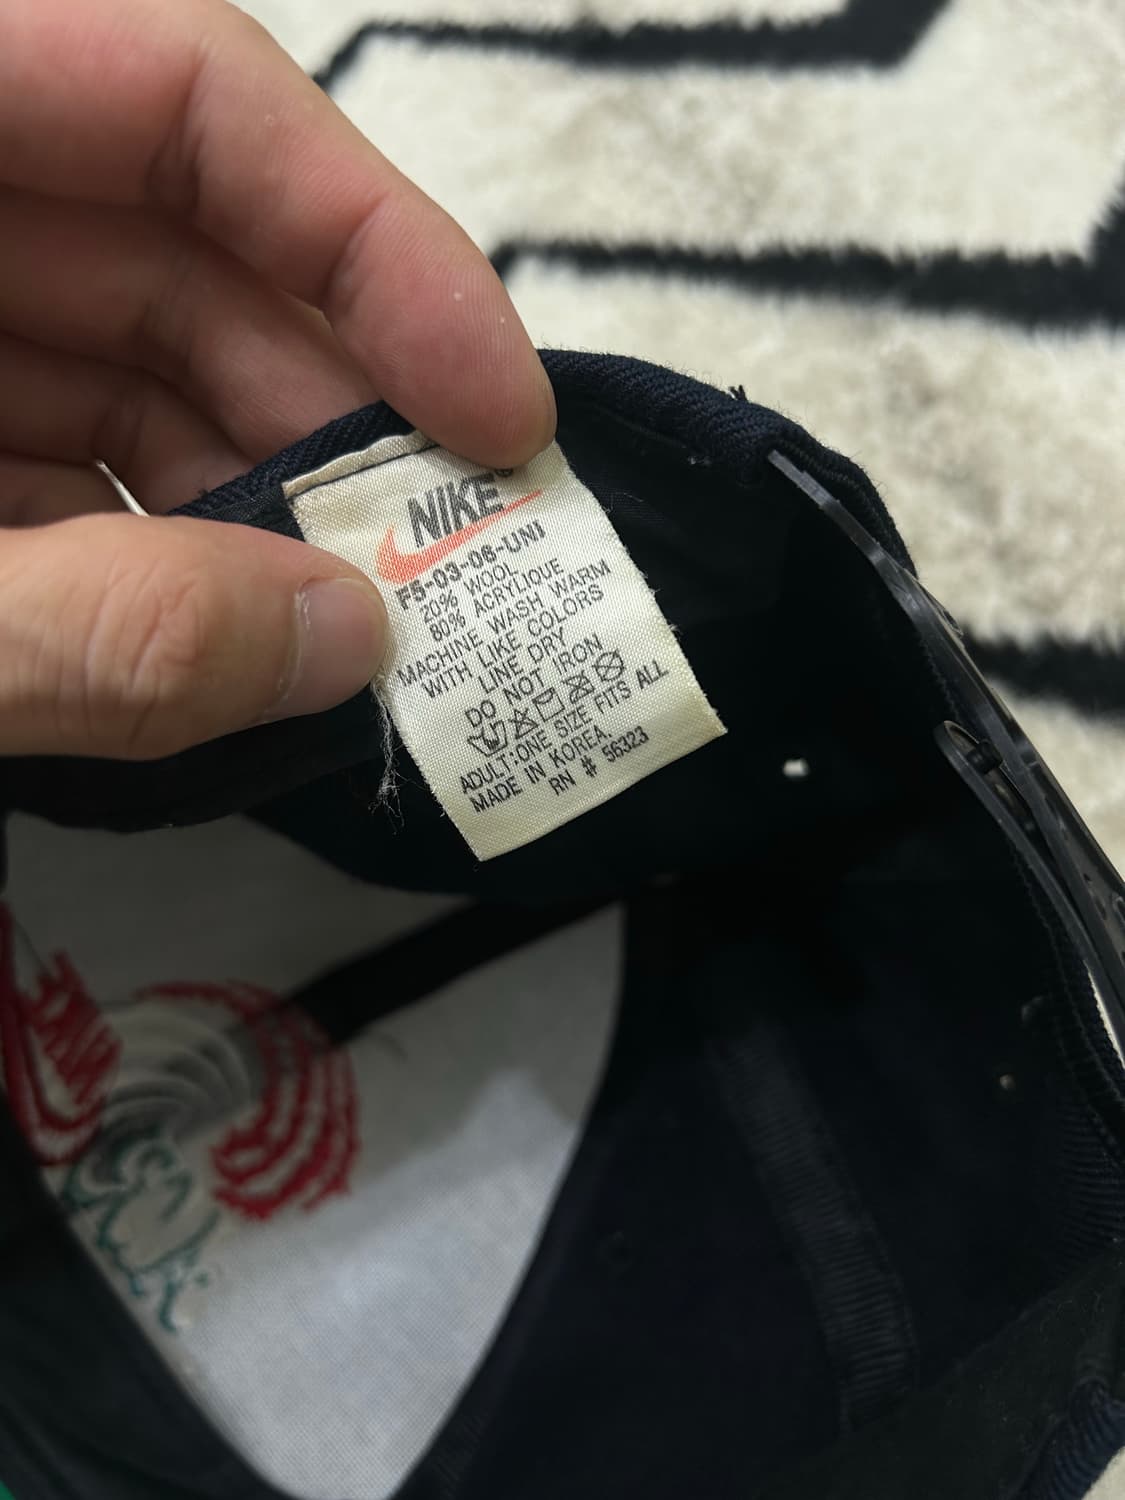 NIKE®
F5-03-06-UNI
20% WOOL
80% ACRYLIQUE
MACHINE WASH WARM
WITH LIKE COLORS
LINE DRY
DO NOT IRON
ADULT:ONE SIZE FITS ALL
MADE IN KOREA.
RN # 56323